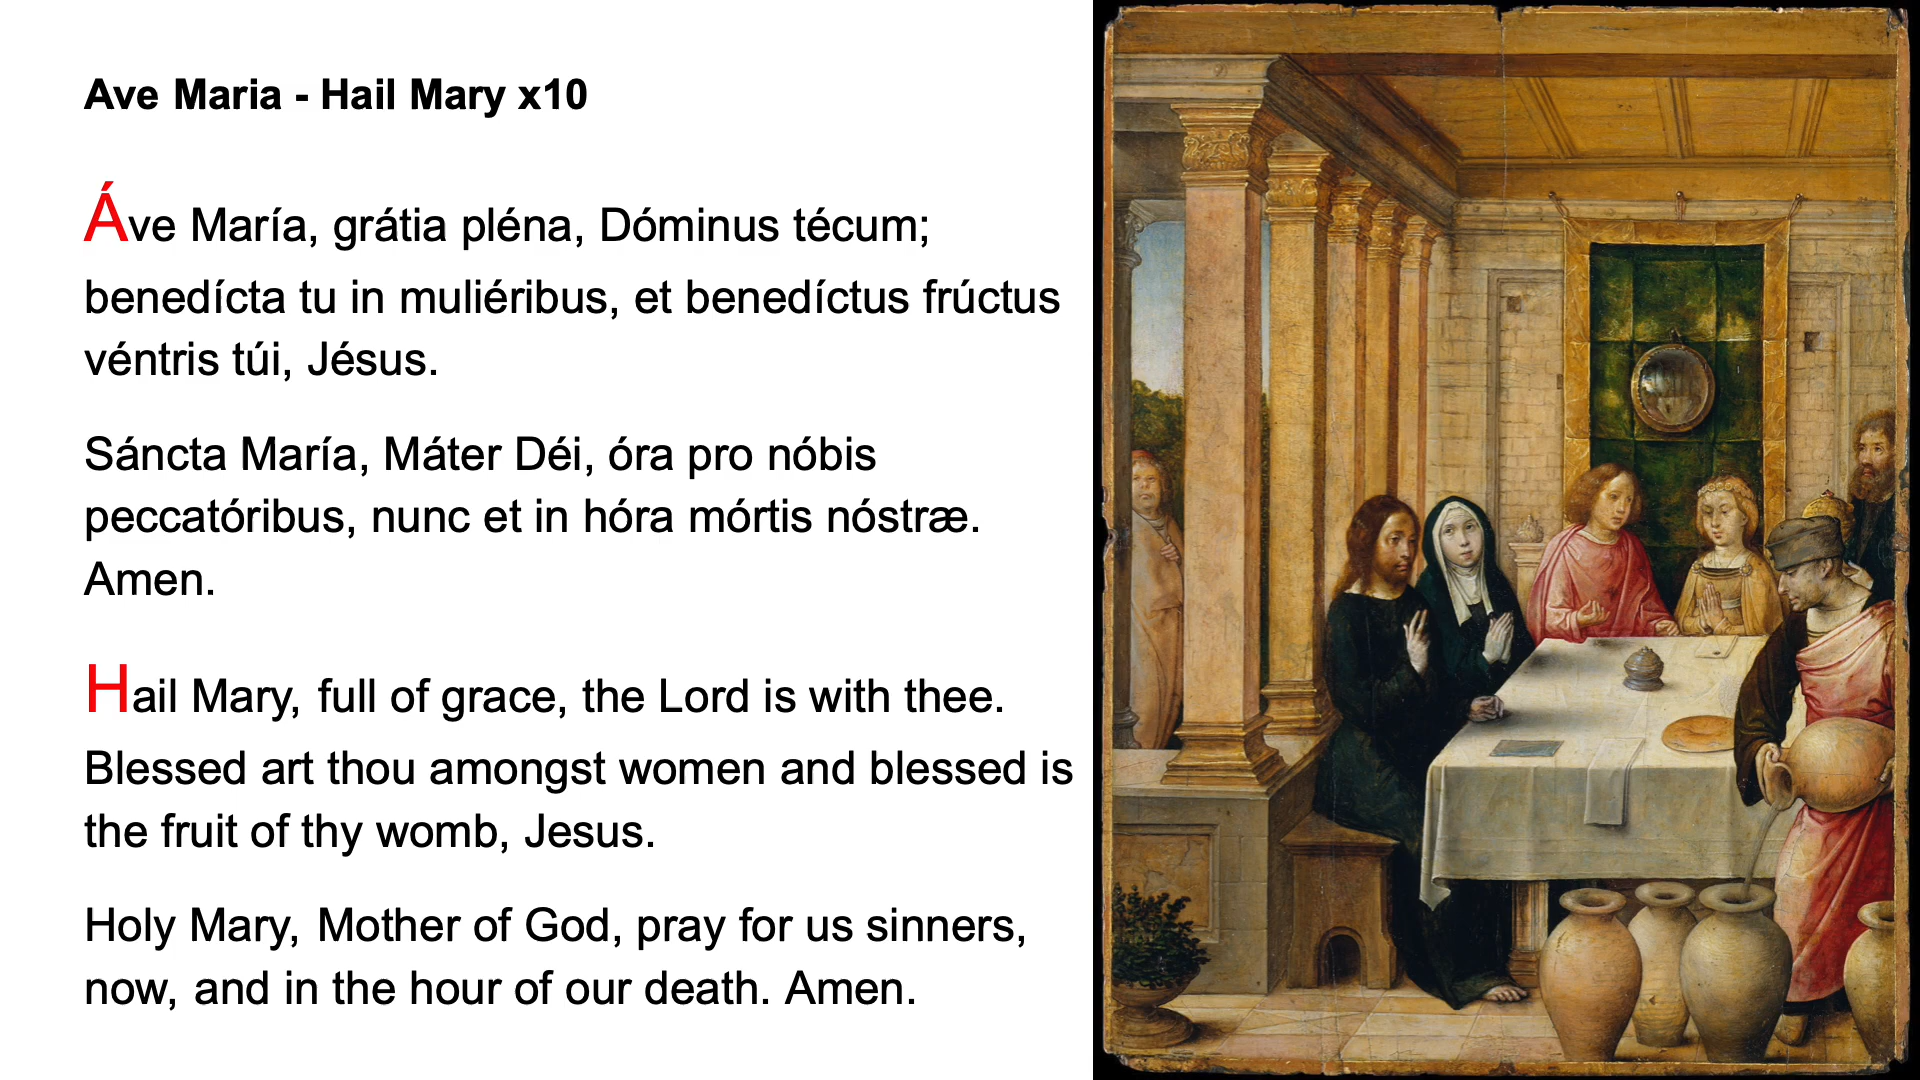 Ave Maria - Hail Mary x10
Áve María, grátia pléna, Dóminus técum;
benedícta tu in muliéribus, et benedíctus frúctus
véntris túi, Jésus.
Sáncta María, Máter Déi, óra pro nóbis
peccatóribus, nunc et in hóra mórtis nóstræ.
Amen.
Hail Mary, full of grace, the Lord is with thee.
Blessed art thou amongst women and blessed is
the fruit of thy womb, Jesus.
Holy Mary, Mother of God, pray for us sinners,
now, and in the hour of our death. Amen.